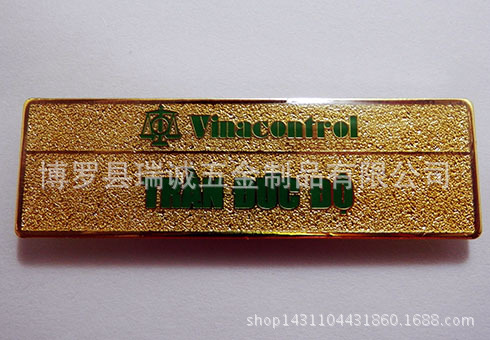 Vinacontrol
博罗县瑞诚五金制品有限公司
TRAN DUC DU
shop1431104431860.1688.com